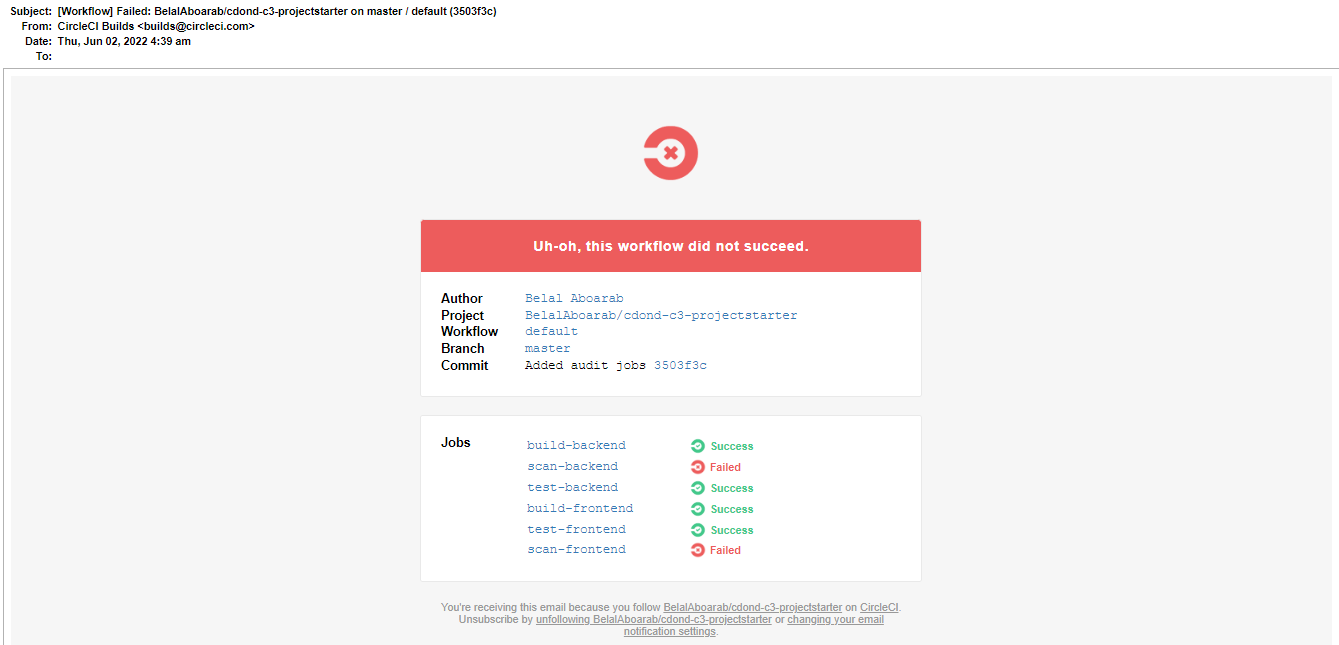 Subject: [Workflow] Failed: BelalAboarab/cdond-c3-projectstarter on master / default (3503f3c)
From: CircleCI Builds <builds@circleci.com>
Date: Thu, Jun 02, 2022 4:39 am
To:
Uh-oh, this workflow did not succeed.
Author Belal Aboarab
Project BelalAboarab/cdond-c3-projectstarter
Workflow default
Branch master
Commit Added audit jobs 3503f3c
Jobs build-backend Success
scan-backend Failed
test-backend Success
build-frontend Success
test-frontend Success
scan-frontend Failed
You're receiving this email because you follow BelalAboarab/cdond-c3-projectstarter on CircleCI.
Unsubscribe by unfollowing BelalAboarab/cdond-c3-projectstarter or changing your email
notification settings.